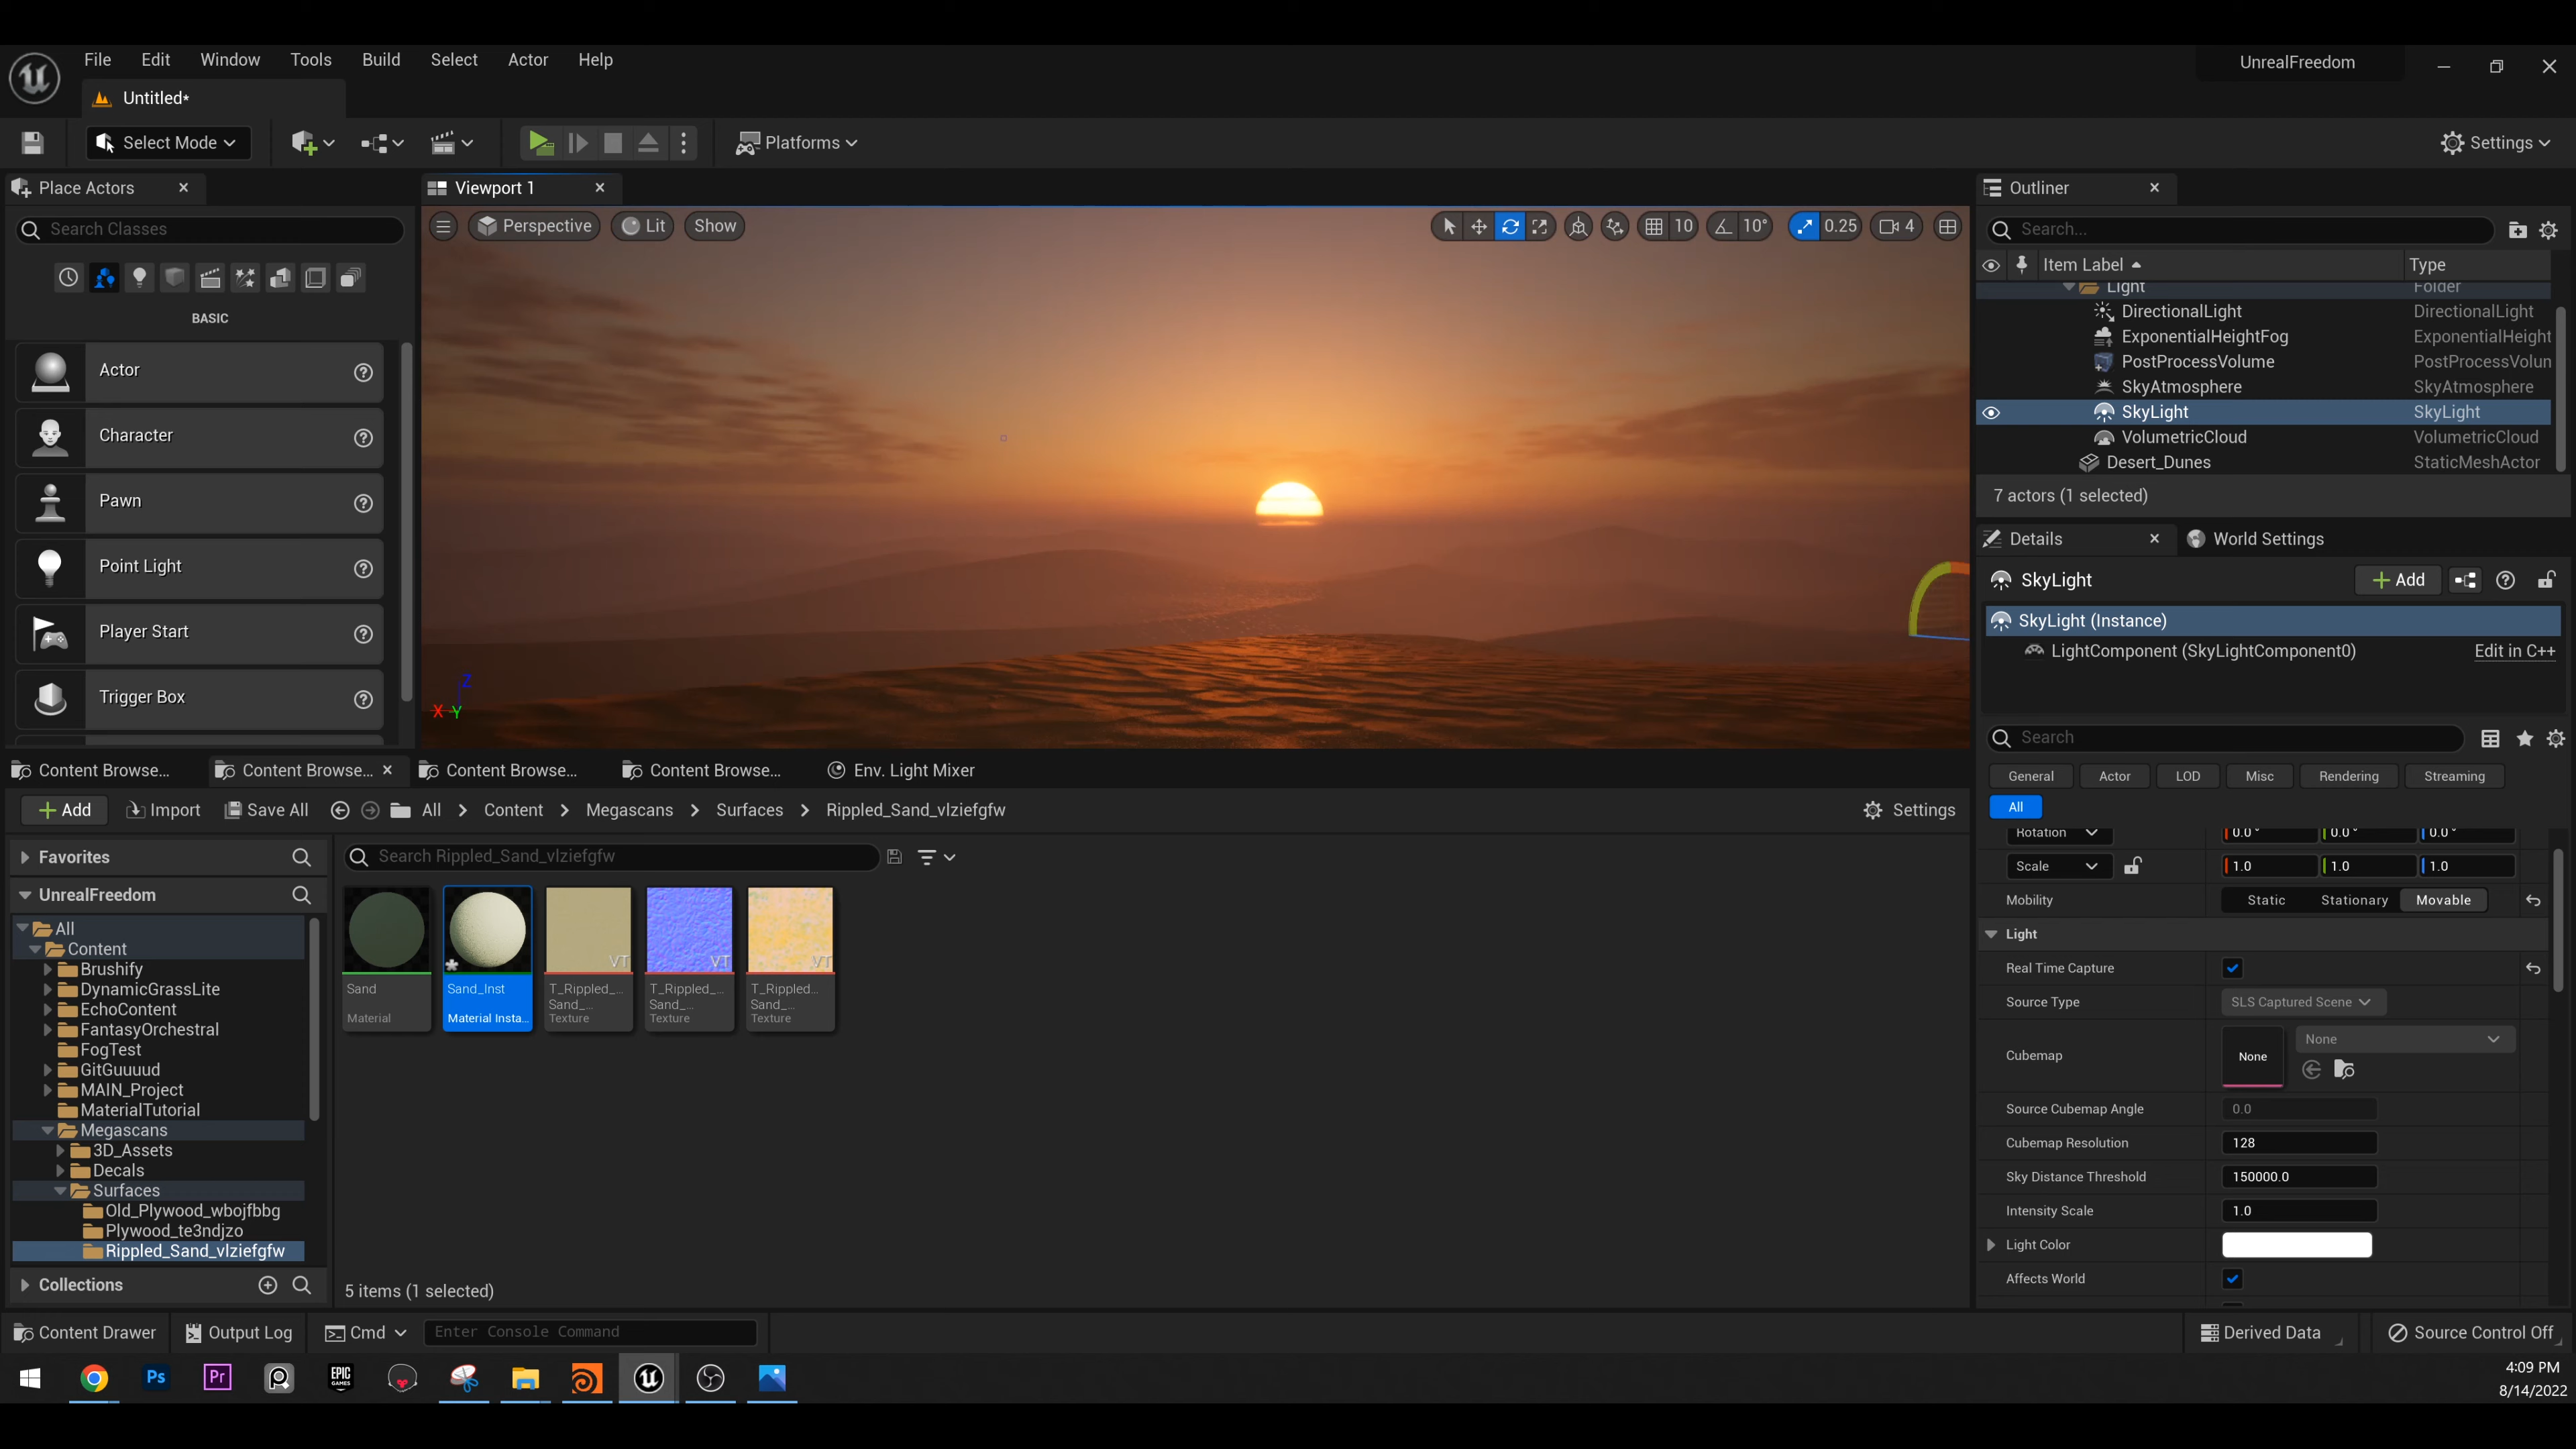 File Edit Window Tools Build Select Actor Help
UnrealFreedom
Untitled*
Select Mode
Platforms
Settings
Place Actors
Search Classes
BASIC
Actor
Character
Pawn
Point Light
Player Start
Trigger Box
Viewport 1
Perspective Lit Show
10 10° 0.25 4
Z
X Y
Outliner
Search...
Item Label Type
Light Folder
DirectionalLight DirectionalLight
ExponentialHeightFog ExponentialHeight
PostProcessVolume PostProcessVolun
SkyAtmosphere SkyAtmosphere
SkyLight SkyLight
VolumetricCloud VolumetricCloud
Desert_Dunes StaticMeshActor
7 actors (1 selected)
Details World Settings
SkyLight Add
SkyLight (Instance)
LightComponent (SkyLightComponent0) Edit in C++
Search
General Actor LOD Misc Rendering Streaming
All
Rotation 0.0° 0.0° 0.0°
Scale 1.0 1.0 1.0
Mobility Static Stationary Movable
Light
Real Time Capture
Source Type SLS Captured Scene
Cubemap None None
Source Cubemap Angle 0.0
Cubemap Resolution 128
Sky Distance Threshold 150000.0
Intensity Scale 1.0
Light Color
Affects World
Content Browse... Content Browse... Content Browse... Content Browse... Env. Light Mixer
Add Import Save All All Content Megascans Surfaces Rippled_Sand_vlziefgfw Settings
Favorites
UnrealFreedom
All
Content
Brushify
DynamicGrassLite
EchoContent
FantasyOrchestral
FogTest
GitGuuuud
MAIN_Project
MaterialTutorial
Megascans
3D_Assets
Decals
Surfaces
Old_Plywood_wbojfbbg
Plywood_te3ndjzo
Rippled_Sand_vlziefgfw
Collections
Search Rippled_Sand_vlziefgfw
VT VT VT
Sand
Material
Sand_Inst
Material Insta...
T_Rippled_...
Sand_...
Texture
T_Rippled_...
Sand_...
Texture
T_Rippled...
Sand_...
Texture
5 items (1 selected)
Content Drawer Output Log Cmd Enter Console Command
Derived Data Source Control Off
Ps Pr EPIC GAMES
4:09 PM
8/14/2022